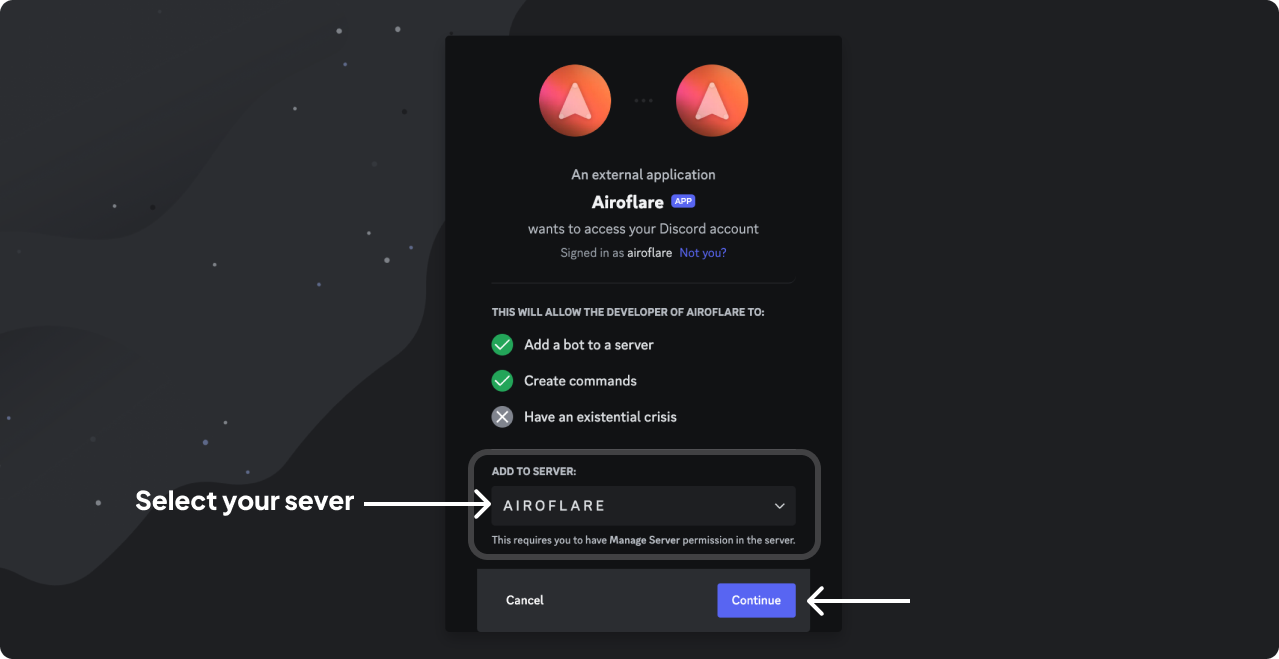 An external application
Airoflare APP
wants to access your Discord account
Signed in as airoflare Not you?
THIS WILL ALLOW THE DEVELOPER OF AIROFLARE TO:
Add a bot to a server
Create commands
Have an existential crisis
ADD TO SERVER:
Select your sever
AIROFLARE
This requires you to have Manage Server permission in the server.
Cancel
Continue